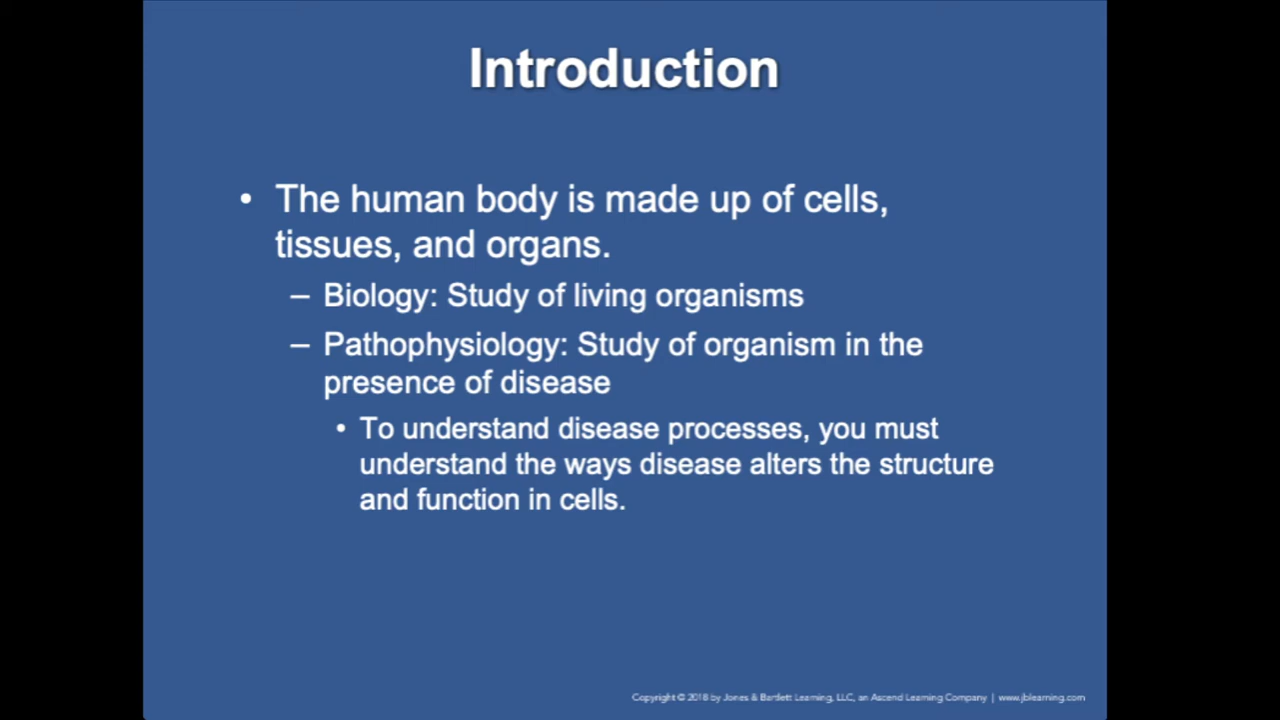 Introduction
• The human body is made up of cells,
tissues, and organs.
– Biology: Study of living organisms
– Pathophysiology: Study of organism in the
presence of disease
• To understand disease processes, you must
understand the ways disease alters the structure
and function in cells.
Copyright © 2018 by Jones & Bartlett Learning, LLC, an Ascend Learning Company | www.jblearning.com